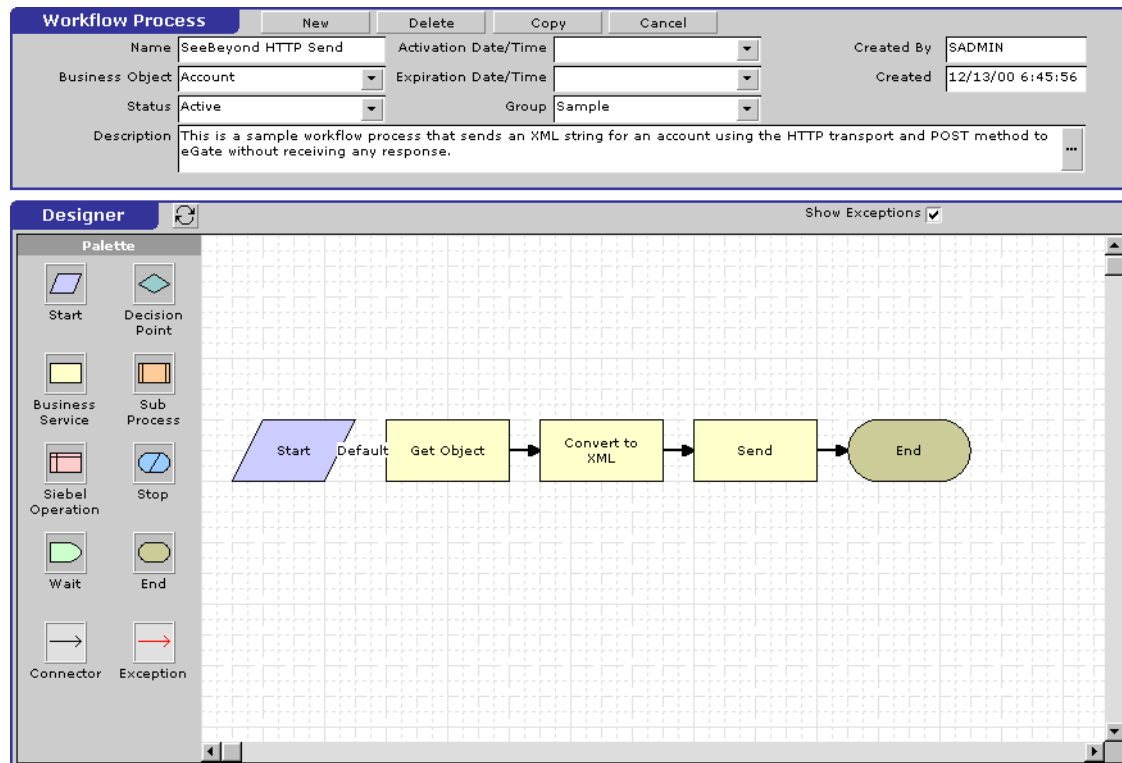 Workflow Process
New
Delete
Copy
Cancel
Name
SeeBeyond HTTP Send
Activation Date/Time
Created By
SADMIN
Business Object
Account
Expiration Date/Time
Created
12/13/00 6:45:56
Status
Active
Group
Sample
Description
This is a sample workflow process that sends an XML string for an account using the HTTP transport and POST method to
eGate without receiving any response.
...
Designer
Show Exceptions
Palette
Start
Decision
Point
Business
Service
Sub
Process
Siebel
Operation
Stop
Wait
End
Connector
Exception
Start
Default
Get Object
Convert to
XML
Send
End